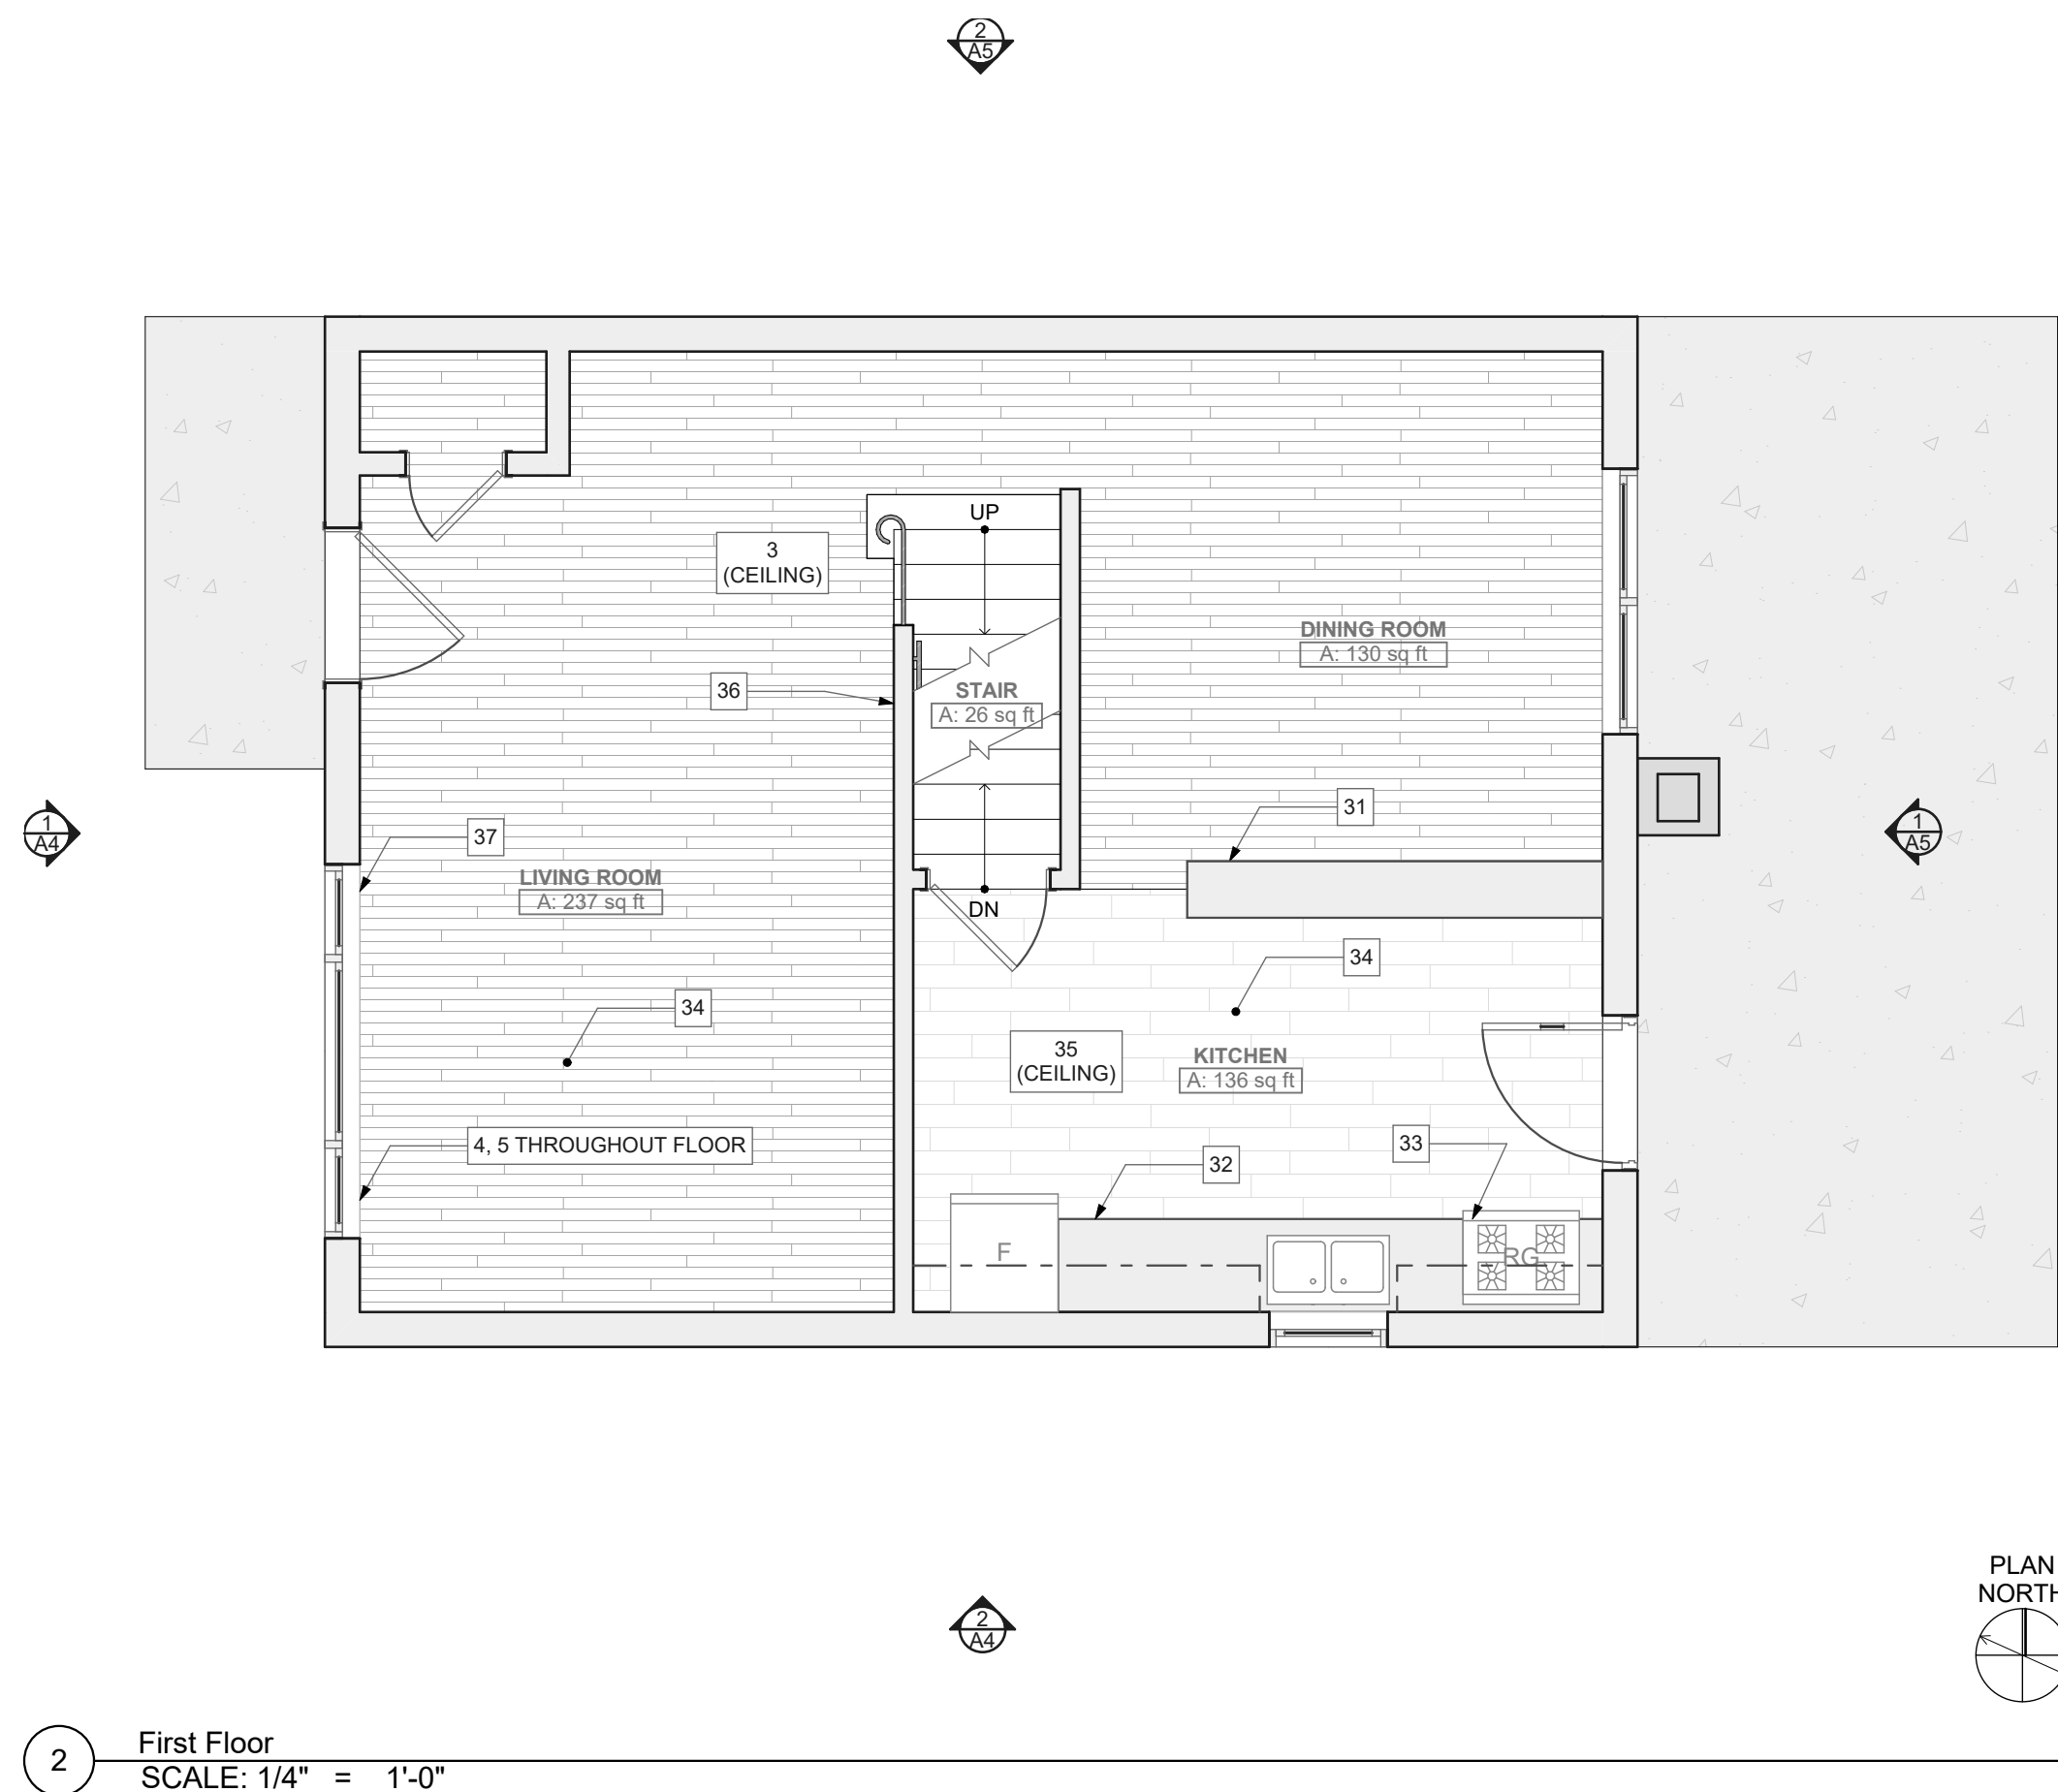 2
A5
UP
3
(CEILING)
DINING ROOM
A: 130 sq ft
36
STAIR
A: 26 sq ft
31
1
A4
37
1
A5
LIVING ROOM
A: 237 sq ft
DN
34
34
35
(CEILING)
KITCHEN
A: 136 sq ft
4, 5 THROUGHOUT FLOOR
33
32
F
RG
PLAN
NORTH
2
A4
2
First Floor
SCALE: 1/4" = 1'-0"